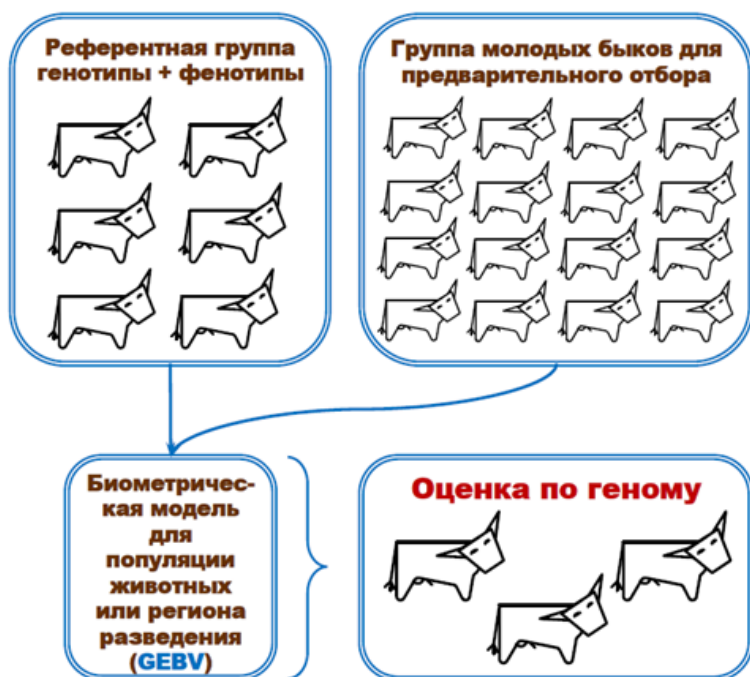 Референтная группа
генотипы + фенотипы
Группа молодых быков для
предварительного отбора
Биометричес-
кая модель
для
популяции
животных
или региона
разведения
(GEBV)
Оценка по геному